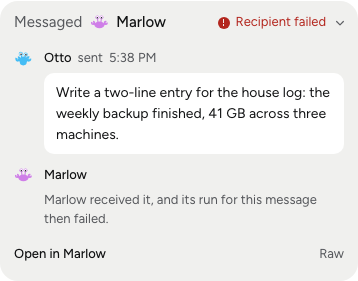 Messaged Marlow Recipient failed
Otto sent 5:38 PM
Write a two-line entry for the house log: the
weekly backup finished, 41 GB across three
machines.
Marlow
Marlow received it, and its run for this message
then failed.
Open in Marlow Raw